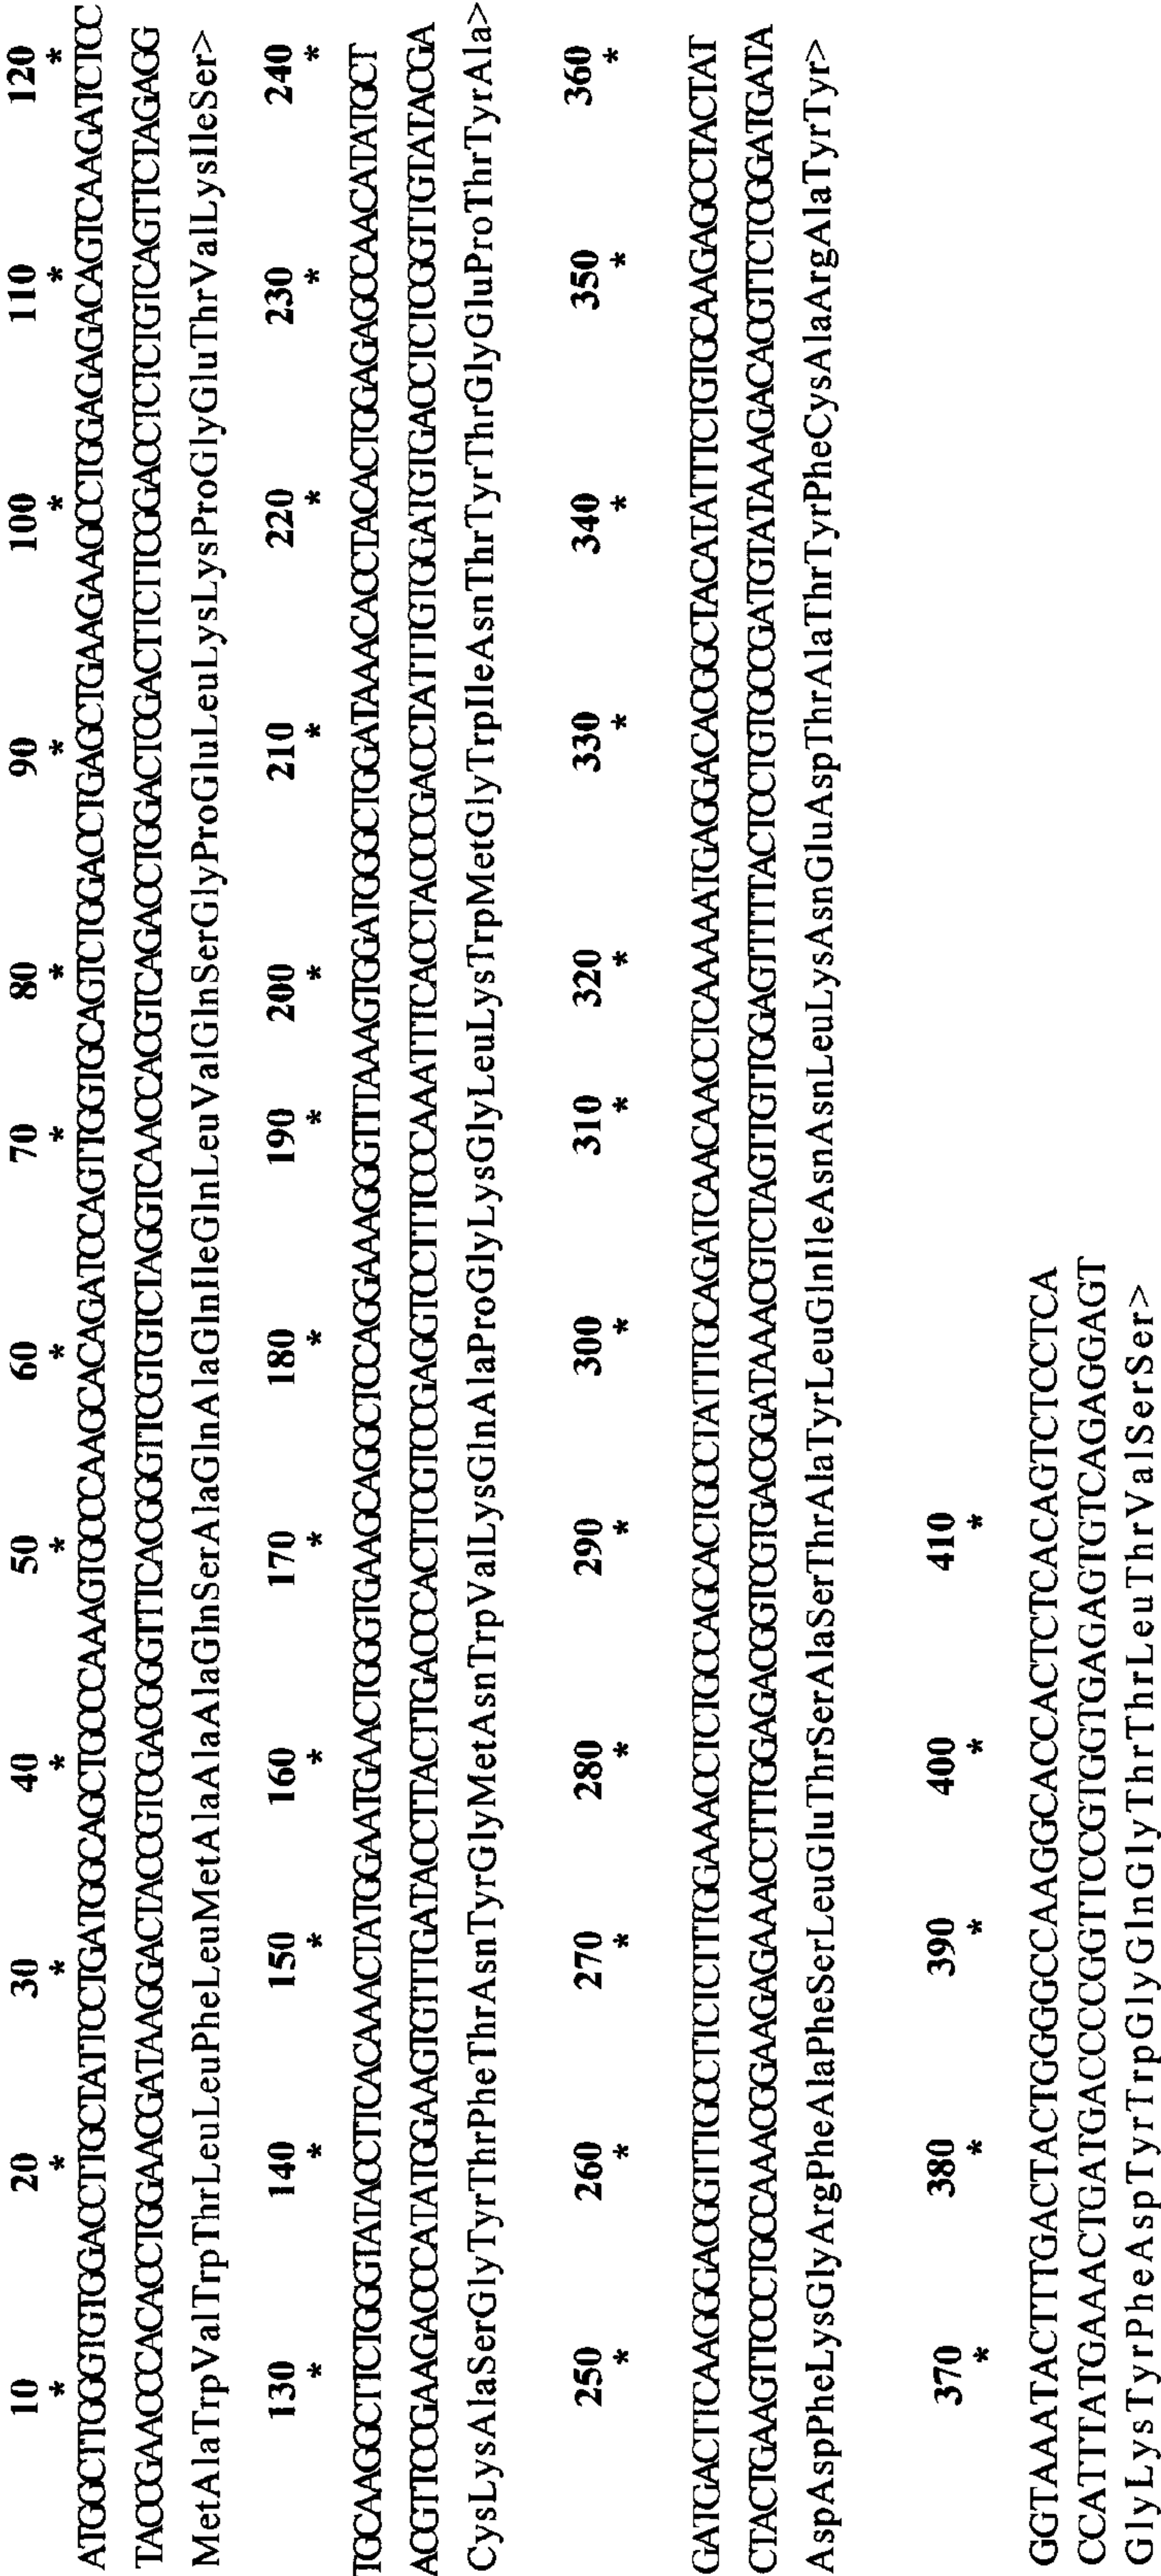 10 20 30 40 50 60 70 80 90 100 110 120
* * * * * * * * * * * *
ATGGCTTGGGTGTGGACCTTGCTATTCCTGATGGCAGCTGCCCAAAGTGCCCAAGCACAGATCCAGTTGGTGCAGTCTGGACCTGAGCTGAAGAAGCCTGGAGAGACAGTCAAGATCTCC
TACCGAACCCACACCTGGAACGATAAGGACTACCGTCGACGGGTTTCACGGGTTCGTGTCTAGGTCAACCACGTCAGACCTGGACTCGACTTCTTCGGACCTCTCTGTCAGTTCTAGAGG
MetAlaTrpValTrpThrLeuLeuPheLeuMetAlaAlaAlaGlnSerAlaGlnAlaGlnIleGlnLeuValGlnSerGlyProGluLeuLysLysProGlyGluThrValLysIleSer>
130 140 150 160 170 180 190 200 210 220 230 240
* * * * * * * * * * * *
TGCAAGGCTTCTGGGTATACCTTCACAAACTATGGAATGAACTGGGTGAAGCAGGCTCCAGGAAAGGGTTTAAAGTGGATGGGCTGGATAAACACCTACACTGGAGAGCCAACATATGCT
ACGTTCCGAAGACCCATATGGAAGTGTTTGATACCTTACTTGACCCACTTCGTCCGAGGTCCTTTCCCAAATTTCACCTACCCGACCTATTTGTGGATGTGACCTCTCGGTTGTATACGA
CysLysAlaSerGlyTyrThrPheThrAsnTyrGlyMetAsnTrpValLysGlnAlaProGlyLysGlyLeuLysTrpMetGlyTrpIleAsnThrTyrThrGlyGluProThrTyrAla>
250 260 270 280 290 300 310 320 330 340 350 360
* * * * * * * * * * * *
GATGACTTCAAGGGACGGTTTGCCTTCTCTTTGGAAACCTCTGCCAGCACTGCCTATTTGCAGATCAACAACCTCAAAAATGAGGACACGGCTACATATTTCTGTGCAAGAGCCTACTAT
CTACTGAAGTTCCCTGCCAAACGGAAGAGAAACCTTTGGAGACGGTCGTGACGGATAAACGTCTAGTTGTTGGAGTTTTTACTCCTGTGCCGATGTATAAAGACACGTTCTCGGATGATA
AspAspPheLysGlyArgPheAlaPheSerLeuGluThrSerAlaSerThrAlaTyrLeuGlnIleAsnAsnLeuLysAsnGluAspThrAlaThrTyrPheCysAlaArgAlaTyrTyr>
370 380 390 400 410
* * * * *
GGTAAATACTTTGACTACTGGGGCCAAGGCACCACTCTCACAGTCTCCTCA
CCATTTATGAAACTGATGACCCCGGTTCCGTGGTGAGAGTGTCAGAGGAGT
GlyLysTyrPheAspTyrTrpGlyGlnGlyThrThrLeuThrValSerSer>